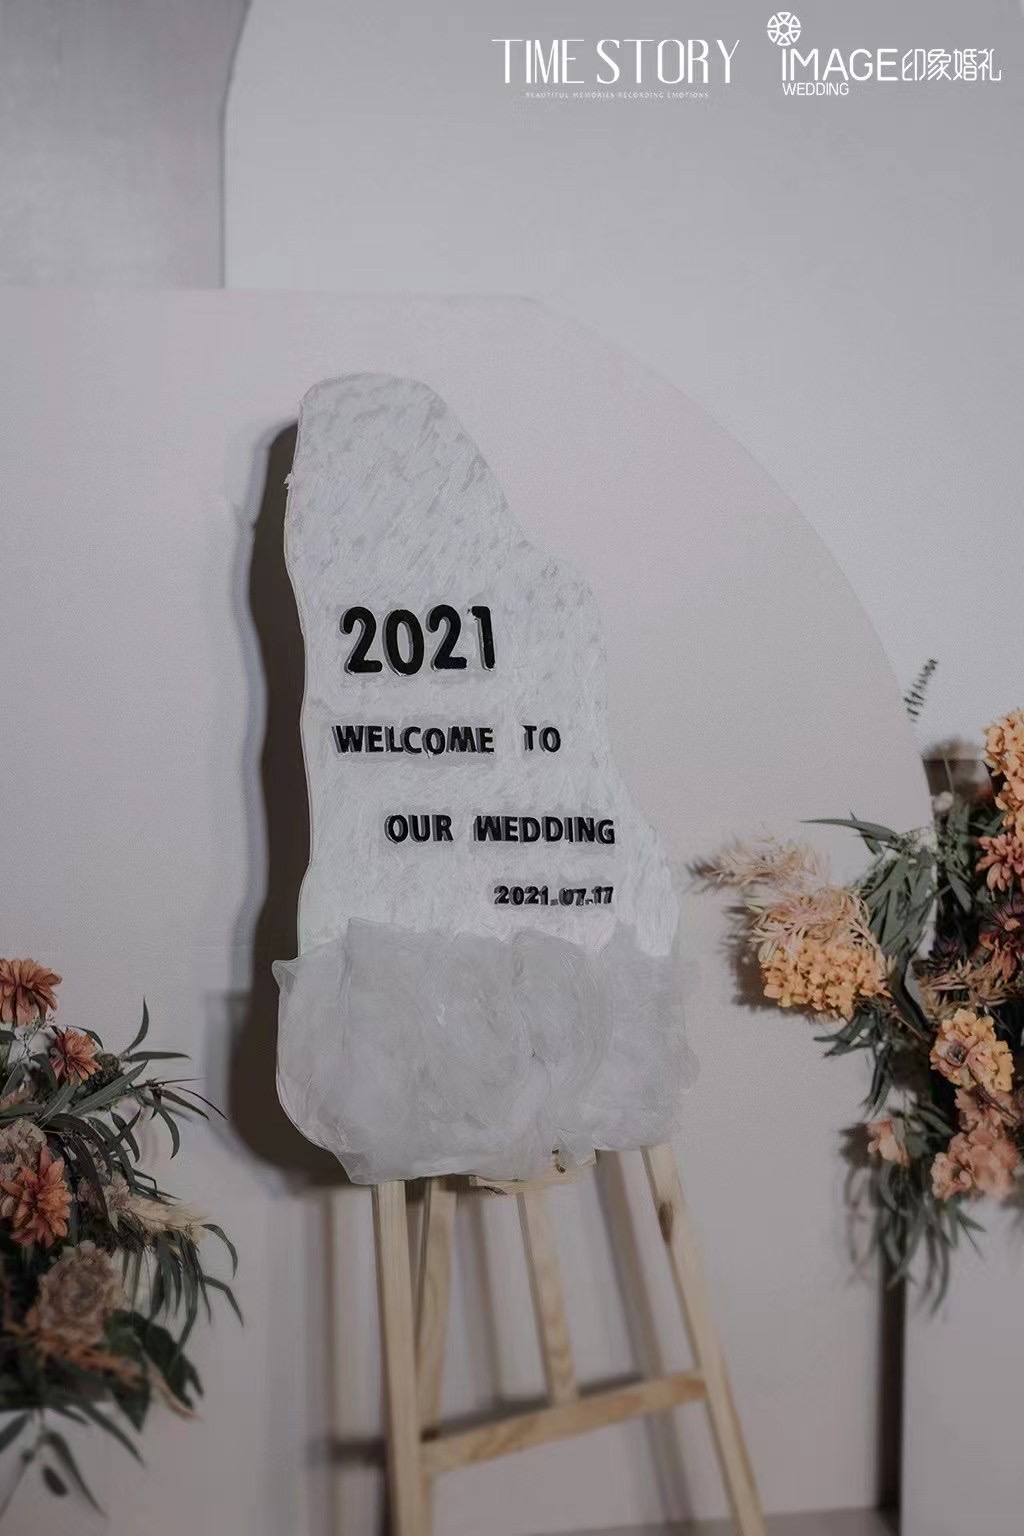 TIME STORY
BEAUTIFUL MEMORIES RECORDING EMOTIONS
IMAGE印象婚礼
WEDDING
2021
WELCOME TO
OUR WEDDING
2021.07.17